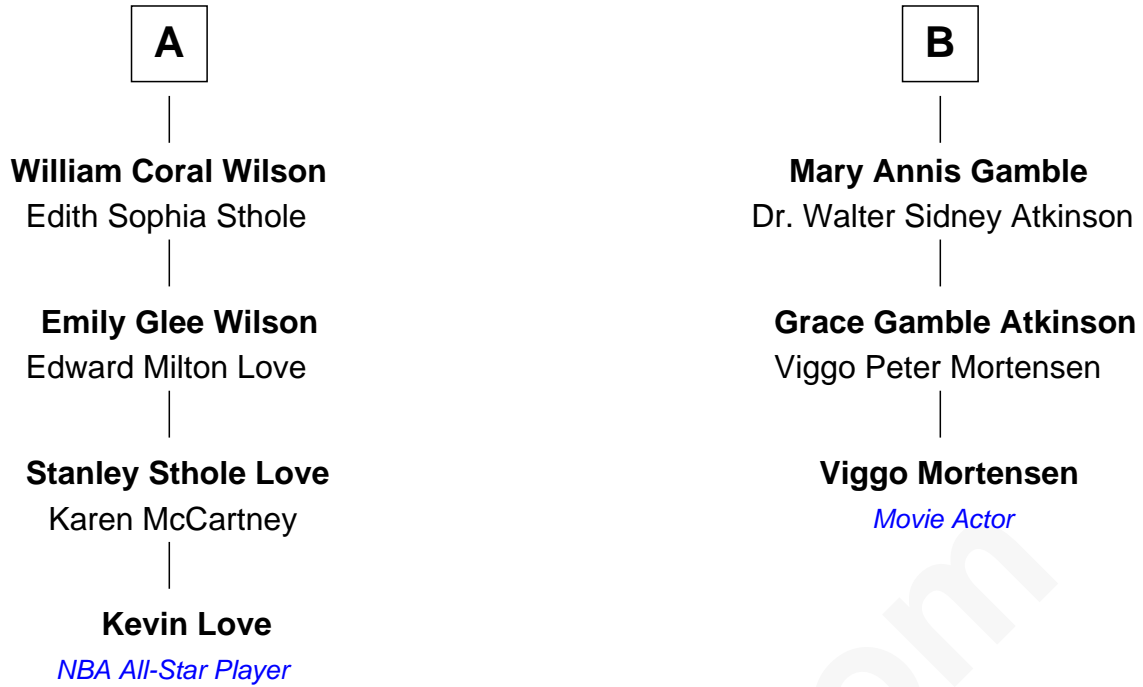 A
William Coral Wilson
Edith Sophia Sthole
Emily Glee Wilson
Edward Milton Love
Stanley Sthole Love
Karen McCartney
Kevin Love
NBA All-Star Player
B
Mary Annis Gamble
Dr. Walter Sidney Atkinson
Grace Gamble Atkinson
Viggo Peter Mortensen
Viggo Mortensen
Movie Actor